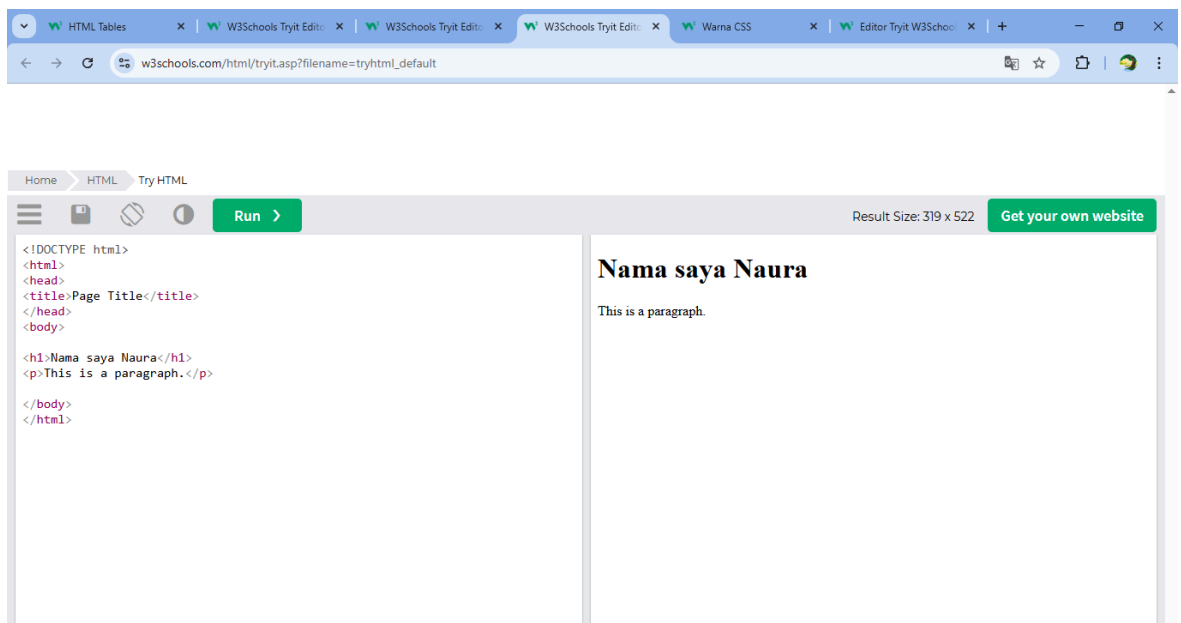 HTML Tables
W3Schools Tryit Edito
W3Schools Tryit Edito
W3Schools Tryit Edito
Warna CSS
Editor Tryit W3School
w3schools.com/html/tryit.asp?filename=tryhtml_default
Home HTML Try HTML
Run
Result Size: 319 x 522
Get your own website
<!DOCTYPE html>
<html>
<head>
<title>Page Title</title>
</head>
<body>
<h1>Nama saya Naura</h1>
<p>This is a paragraph.</p>
</body>
</html>
Nama saya Naura
This is a paragraph.